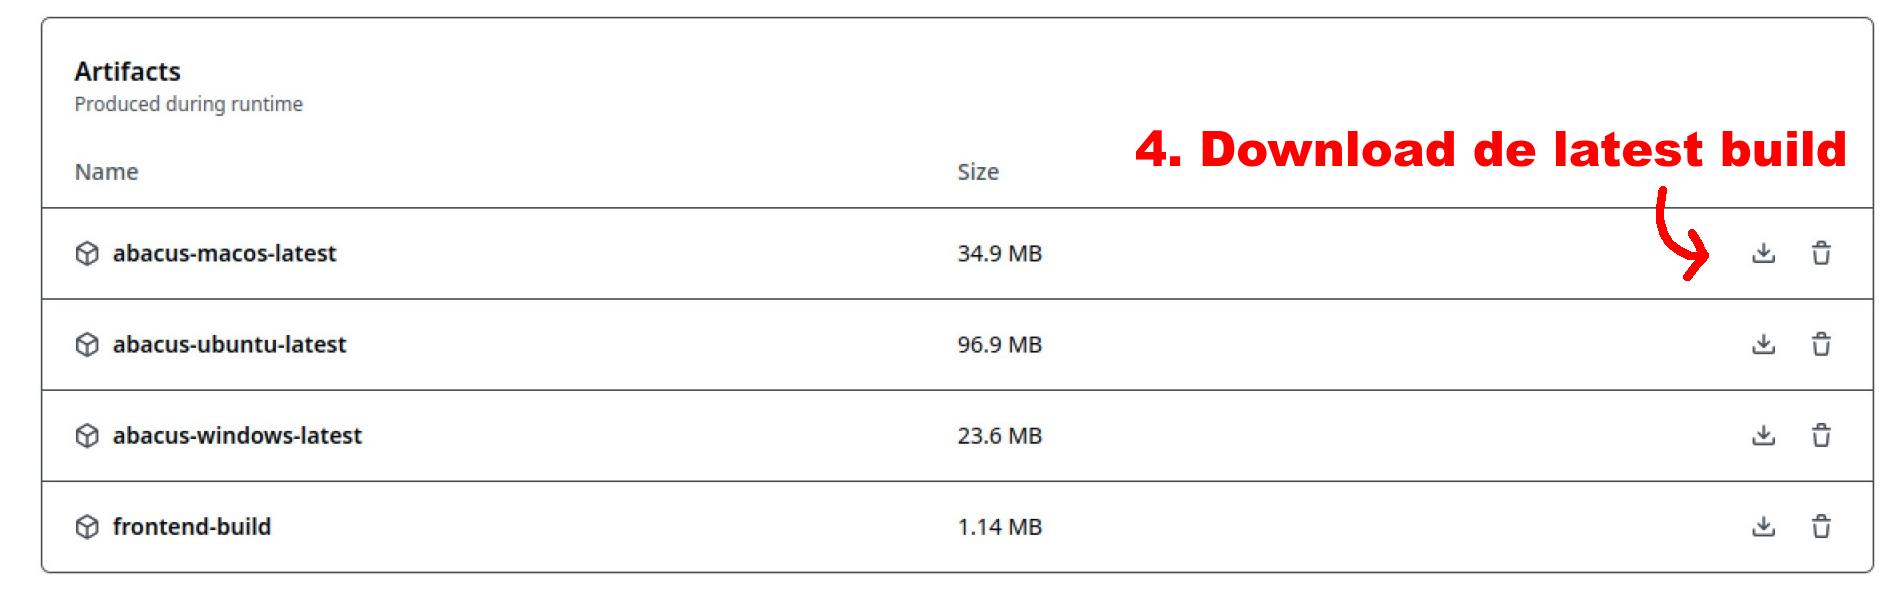 Artifacts
Produced during runtime
4. Download de latest build
Name Size
abacus-macos-latest 34.9 MB
abacus-ubuntu-latest 96.9 MB
abacus-windows-latest 23.6 MB
frontend-build 1.14 MB